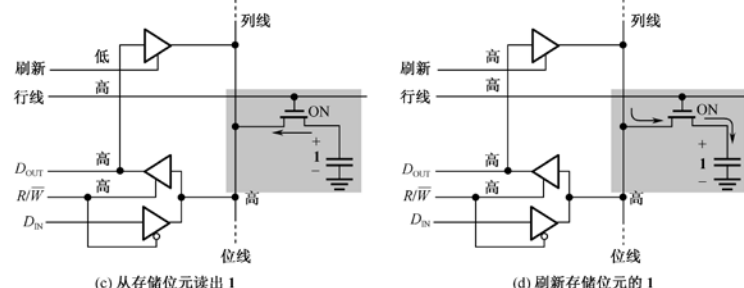 列线
低
刷新
高
行线
ON
+
1
−
D_OUT
高
R/W̅
高
高
D_IN
位线
(c) 从存储位元读出 1
列线
高
刷新
高
行线
ON
+
1
−
D_OUT
高
R/W̅
高
高
D_IN
位线
(d) 刷新存储位元的 1